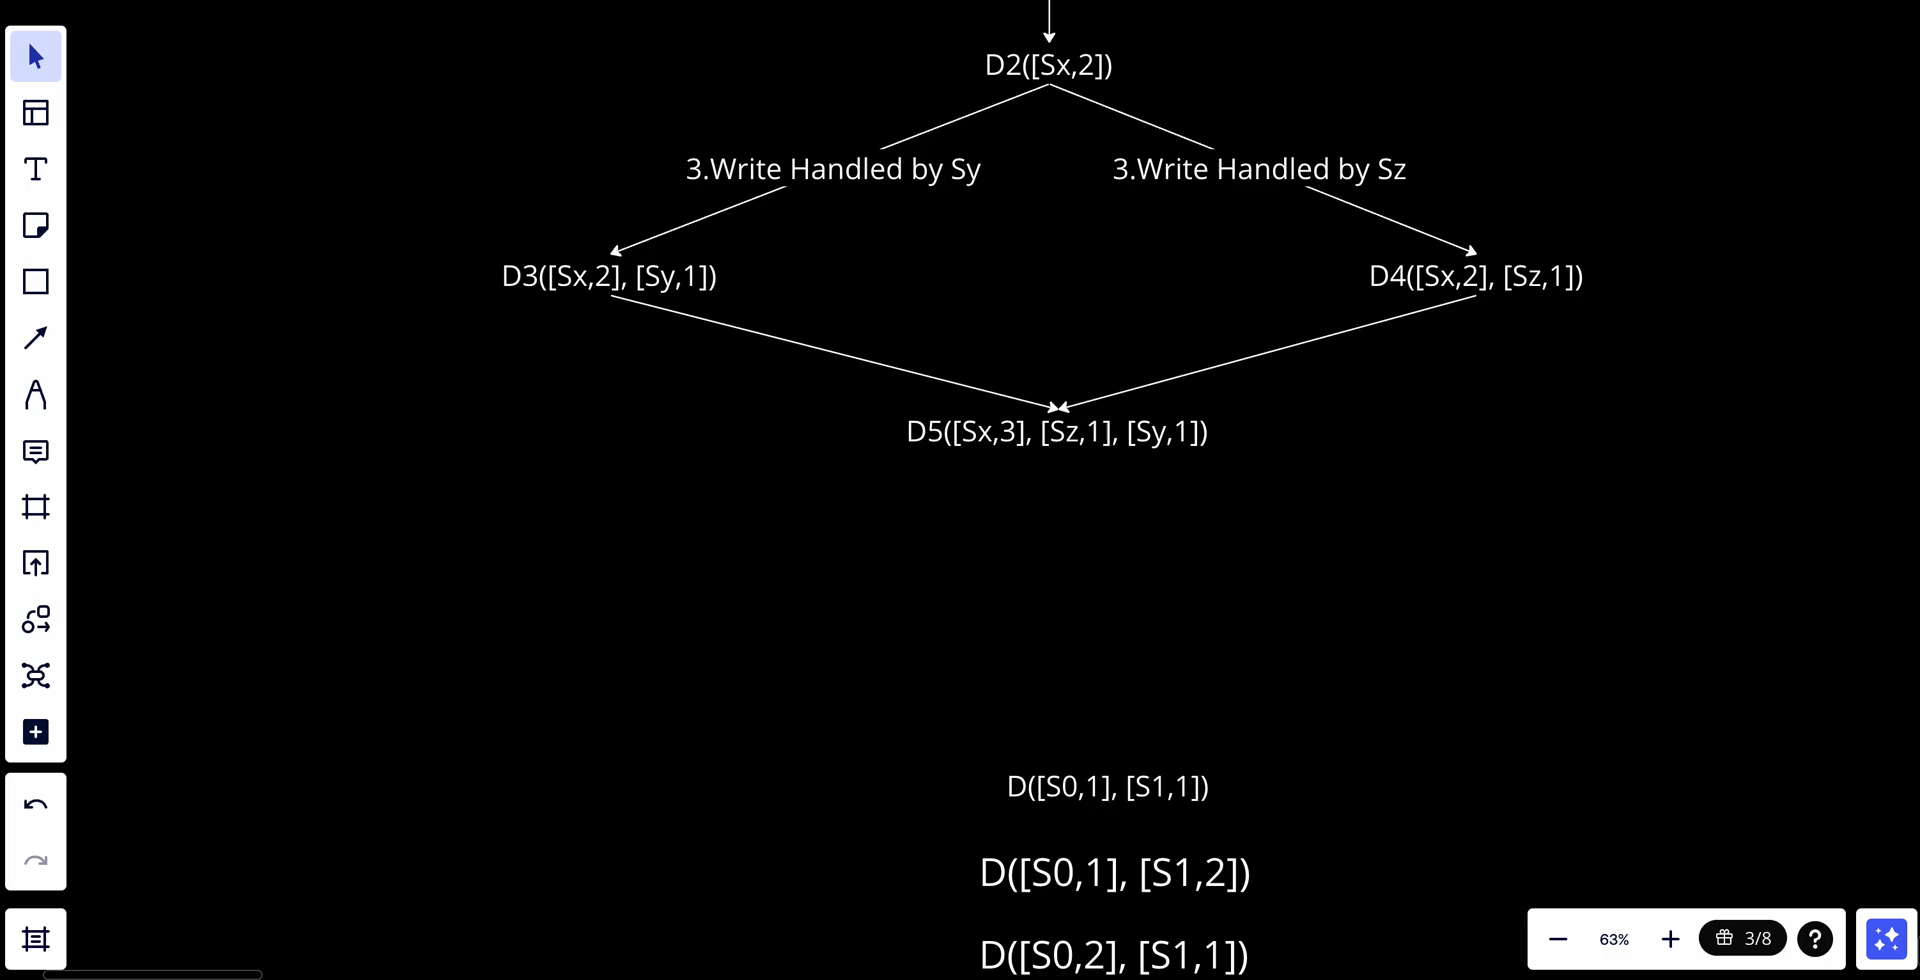 D2([Sx,2])
3.Write Handled by Sy
3.Write Handled by Sz
D3([Sx,2], [Sy,1])
D4([Sx,2], [Sz,1])
D5([Sx,3], [Sz,1], [Sy,1])
D([S0,1], [S1,1])
D([S0,1], [S1,2])
D([S0,2], [S1,1])
63%
3/8